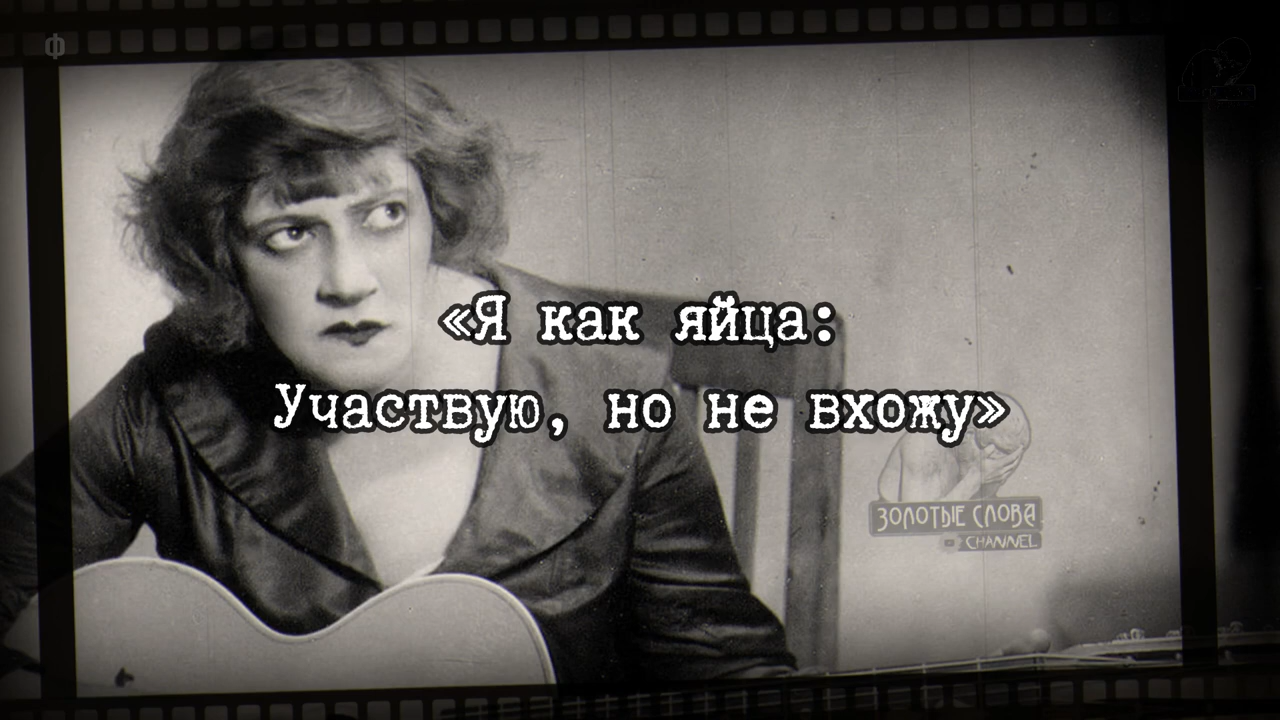 Ф
«Я как яйца:
Участвую, но не вхожу»
ЗОЛОТЫЕ СЛОВА
CHANNEL